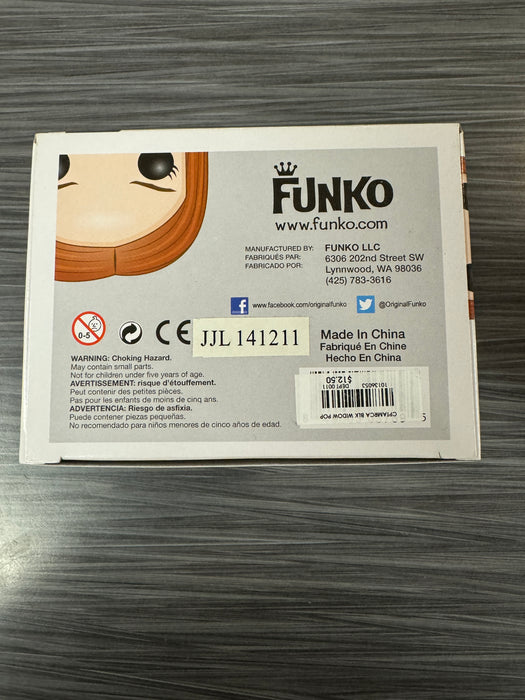 FUNKO
www.funko.com
MANUFACTURED BY: FUNKO LLC
FABRIQUÉS PAR: 6306 202nd Street SW
FABRICADO POR: Lynnwood, WA 98036
(425) 783-3616
www.facebook.com/originalfunko @OriginalFunko
0-5
CE
JJL 141211
Made In China
Fabriqué En Chine
Hecho En China
WARNING: Choking Hazard.
May contain small parts.
Not for children under five years of age.
AVERTISSEMENT: risque d'étouffement.
Peut contenir des petites pièces.
Pas pour les enfants de moins de cinq ans.
ADVERTENCIA: Riesgo de asfixia.
Puede contener piezas pequeñas.
No recomendado para niños menores de cinco años de edad.
CPTAMRCA BLK WIDOW POP
DEPT 0011
10136652
$12.50